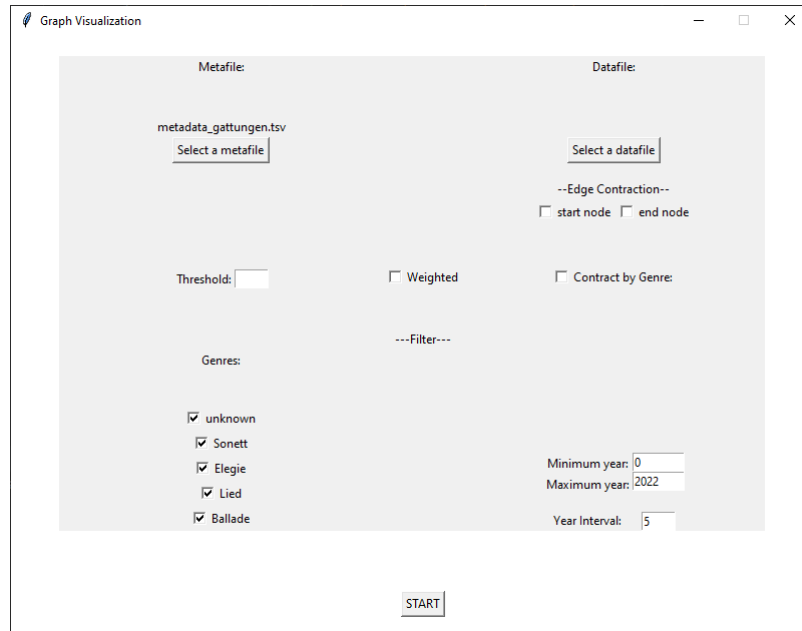 Graph Visualization
Metafile: Datafile:
metadata_gattungen.tsv
Select a metafile Select a datafile
--Edge Contraction--
start node end node
Threshold: Weighted Contract by Genre:
---Filter---
Genres:
unknown
Sonett
Elegie
Minimum year: 0
Maximum year: 2022
Lied
Ballade
Year Interval: 5
START